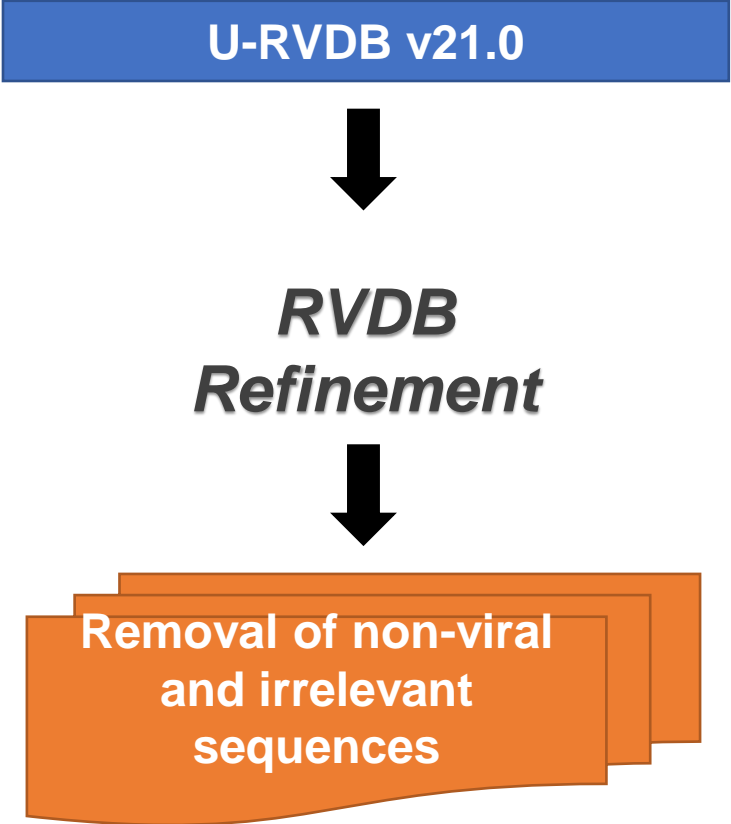 U-RVDB v21.0
RVDB
Refinement
Removal of non-viral
and irrelevant
sequences